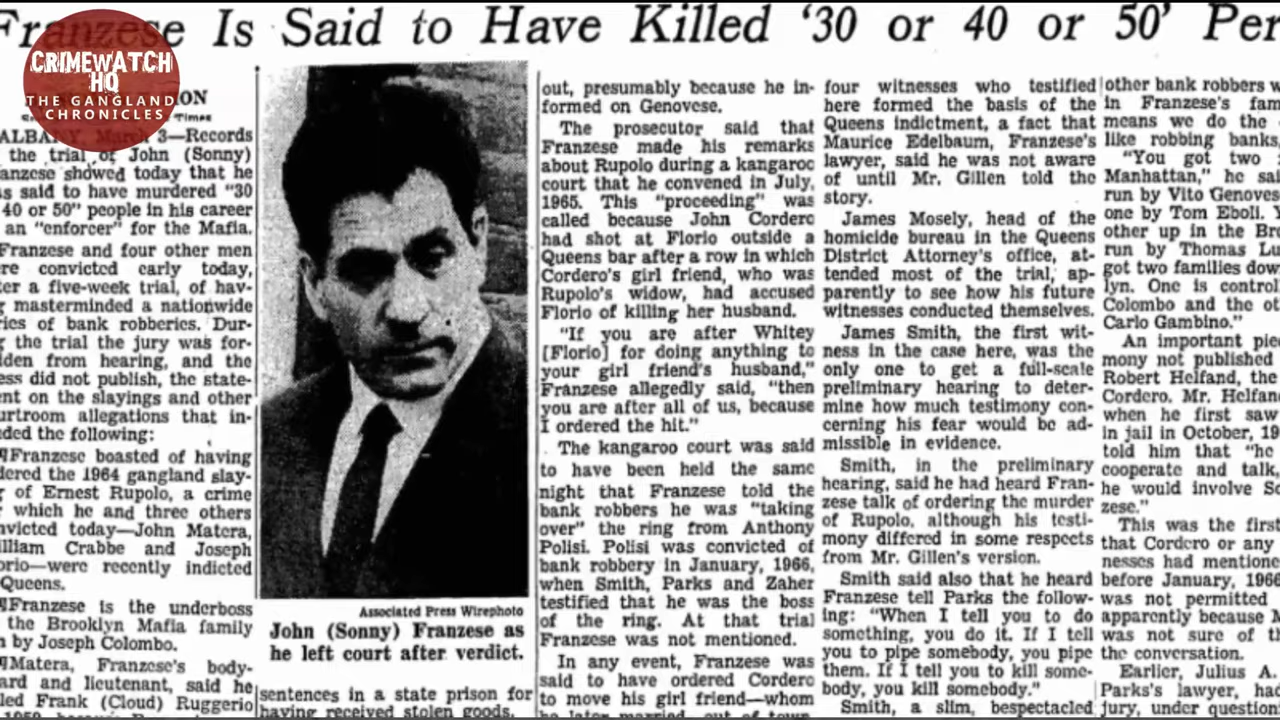 Franzese Is Said to Have Killed '30 or 40 or 50' Per
CRIMEWATCH
HQ
THE GANGLAND
CHRONICLES
ON
Times
ALBANY, March 3—Records
the trial of John (Sonny)
anzese showed today that he
s said to have murdered "30
40 or 50" people in his career
an "enforcer" for the Mafia.
Franzese and four other men
re convicted early today,
ter a five-week trial, of hav-
g masterminded a nationwide
ries of bank robberies. Dur-
g the trial the jury was for-
dden from hearing, and the
ess did not publish, the state-
nt on the slayings and other
urtroom allegations that in-
ded the following:
¶Franzese boasted of having
dered the 1964 gangland slay-
g of Ernest Rupolo, a crime
which he and three others
nvicted today—John Matera,
illiam Crabbe and Joseph
orio—were recently indicted
Queens.
¶Franzese is the underboss
the Brooklyn Mafia family
n by Joseph Colombo.
¶Matera, Franzese's body-
ard and lieutenant, said he
led Frank (Cloud) Ruggerio
Associated Press Wirephoto
John (Sonny) Franzese as
he left court after verdict.
sentences in a state prison for
having received stolen goods.
out, presumably because he in-
formed on Genovese.
The prosecutor said that
Franzese made his remarks
about Rupolo during a kangaroo
court that he convened in July,
1965. This "proceeding" was
called because John Cordero
had shot at Florio outside a
Queens bar after a row in which
Cordero's girl friend, who was
Rupolo's widow, had accused
Florio of killing her husband.
"If you are after Whitey
[Florio] for doing anything to
your girl friend's husband,"
Franzese allegedly said, "then
you are after all of us, because
I ordered the hit."
The kangaroo court was said
to have been held the same
night that Franzese told the
bank robbers he was "taking
over" the ring from Anthony
Polisi. Polisi was convicted of
bank robbery in January, 1966,
when Smith, Parks and Zaher
testified that he was the boss
of the ring. At that trial
Franzese was not mentioned.
In any event, Franzese was
said to have ordered Cordero
to move his girl friend—whom
he later married, out of town
four witnesses who testified
here formed the basis of the
Queens indictment, a fact that
Maurice Edelbaum, Franzese's
lawyer, said he was not aware
of until Mr. Gillen told the
story.
James Mosely, head of the
homicide bureau in the Queens
District Attorney's office, at-
tended most of the trial, ap-
parently to see how his future
witnesses conducted themselves.
James Smith, the first wit-
ness in the case here, was the
only one to get a full-scale
preliminary hearing to deter-
mine how much testimony con-
cerning his fear would be ad-
missible in evidence.
Smith, in the preliminary
hearing, said he had heard Fran-
zese talk of ordering the murder
of Rupolo, although his testi-
mony differed in some respects
from Mr. Gillen's version.
Smith said also that he heard
Franzese tell Parks the follow-
ing: "When I tell you to do
something, you do it. If I tell
you to pipe somebody, you pipe
them. If I tell you to kill some-
body, you kill somebody."
Smith, a slim, bespectacled
other bank robbers w
in Franzese's fam
means we do the
like robbing banks,
"You got two
Manhattan," he sai
run by Vito Genoves
one by Tom Eboli.
other up in the Bro
run by Thomas Lu
got two families dow
lyn. One is control
Colombo and the ot
Carlo Gambino."
An important pie
mony not published
Robert Helfand, the
Cordero. Mr. Helfan
when he first saw
in jail in October, 19
told him that "he
cooperate and talk,
he would involve So
zese."
This was the first
that Cordero or any
nesses had mentione
before January, 1966
was not permitted
apparently because
was not sure of t
the conversation.
Earlier, Julius A.
Parks's lawyer, had
jury, under question